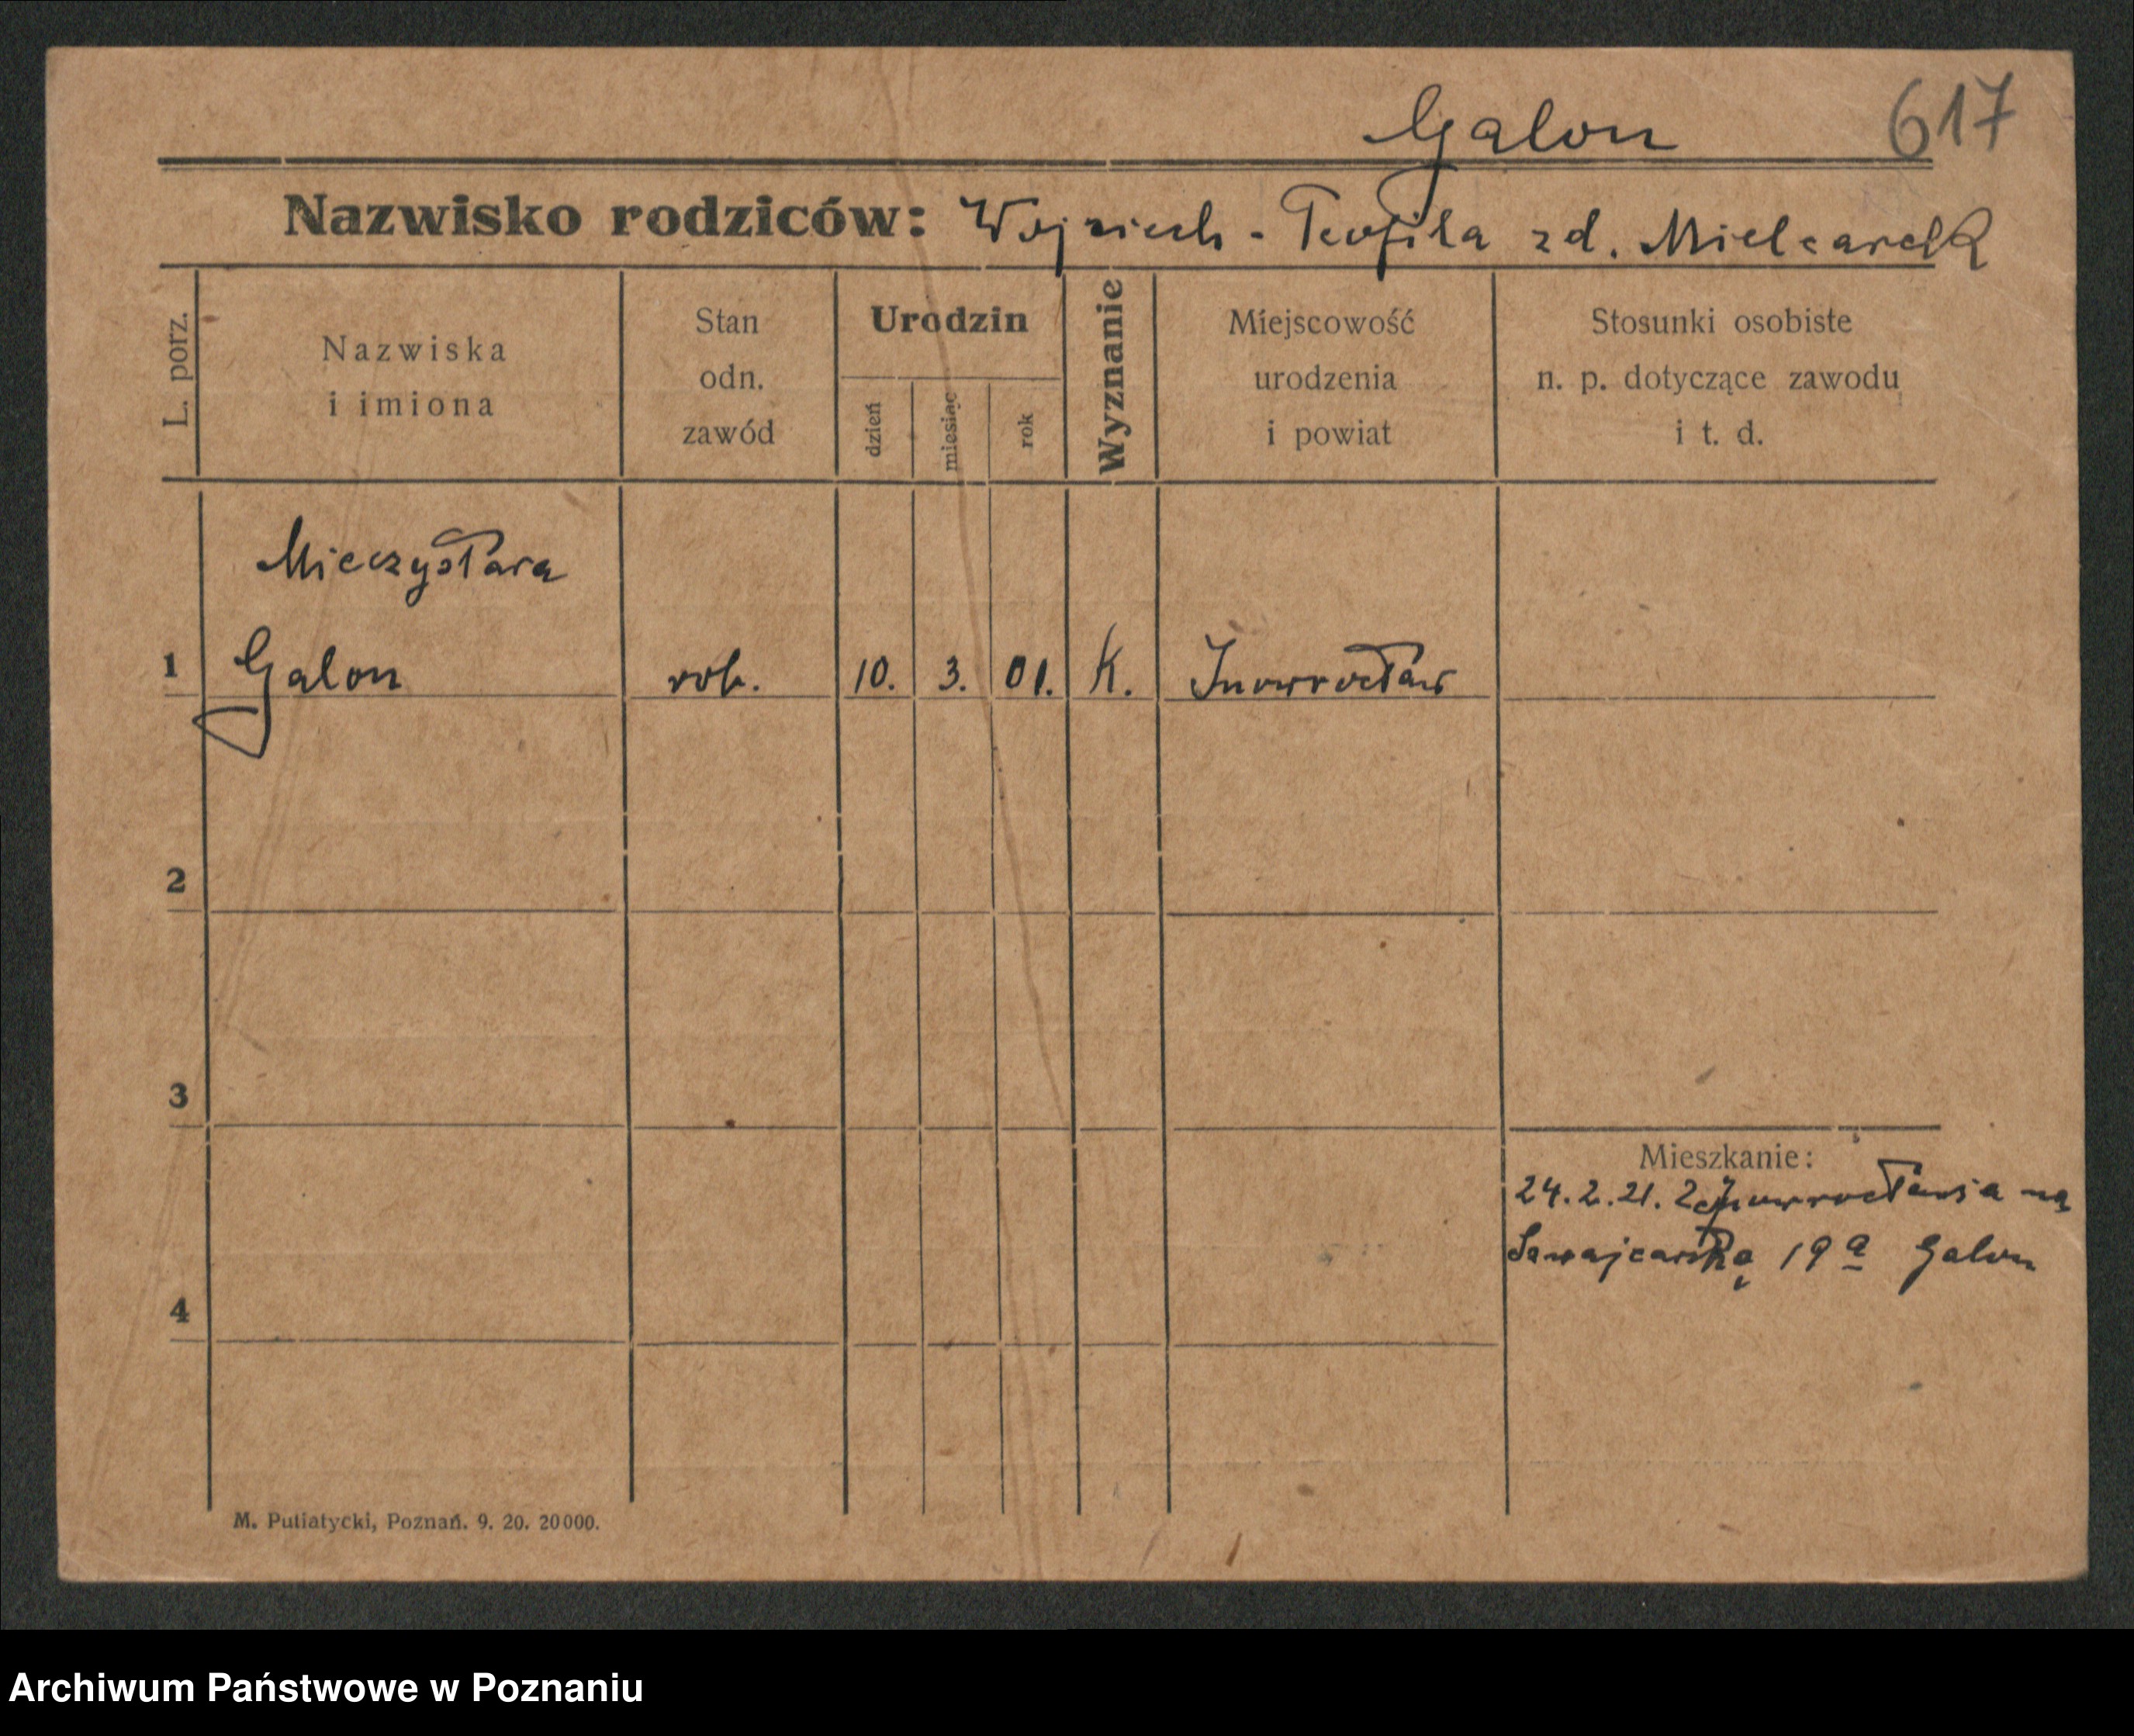 Galon 617
Nazwisko rodziców: Wojciech - Teofila zd. Mielcarek
L. porz.
Nazwiska
i imiona
Stan
odn.
zawód
Urodzin
dzień
miesiąc
rok
Wyznanie
Miejscowość
urodzenia
i powiat
Stosunki osobiste
n. p. dotyczące zawodu
i t. d.
Mieczysława
1 Galon rob. 10. 3. 01. K. Inowrocław
2
3
Mieszkanie:
24.2.21. z Inowrocławia na
Szwajcarską 19a Galon
4
M. Putiatycki, Poznań. 9. 20. 20000.
Archiwum Państwowe w Poznaniu